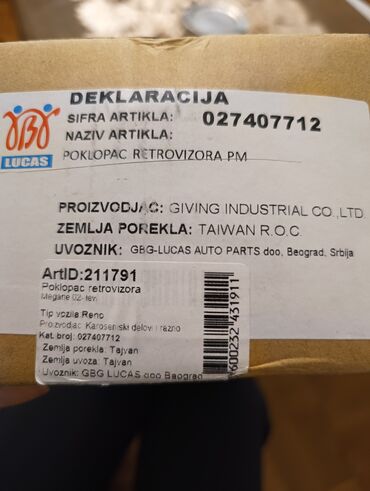 DEKLARACIJA
SIFRA ARTIKLA: 027407712
NAZIV ARTIKLA:
POKLOPAC RETROVIZORA PM
LUCAS
PROIZVODJAC: GIVING INDUSTRIAL CO.,LTD.
ZEMLJA POREKLA: TAIWAN R.O.C.
UVOZNIK: GBG-LUCAS AUTO PARTS doo, Beograd, Srbija
ArtID:211791
Poklopac retrovizora
Megane 02- levi
Tip vozila Reno
Proizvodjac: Karoserijski delovi i razno
Kat. broj: 027407712
Zemlja porekla: Tajvan
Zemlja uvoza: Tajvan
Uvoznik: GBG LUCAS doo Beograd
8600232431911